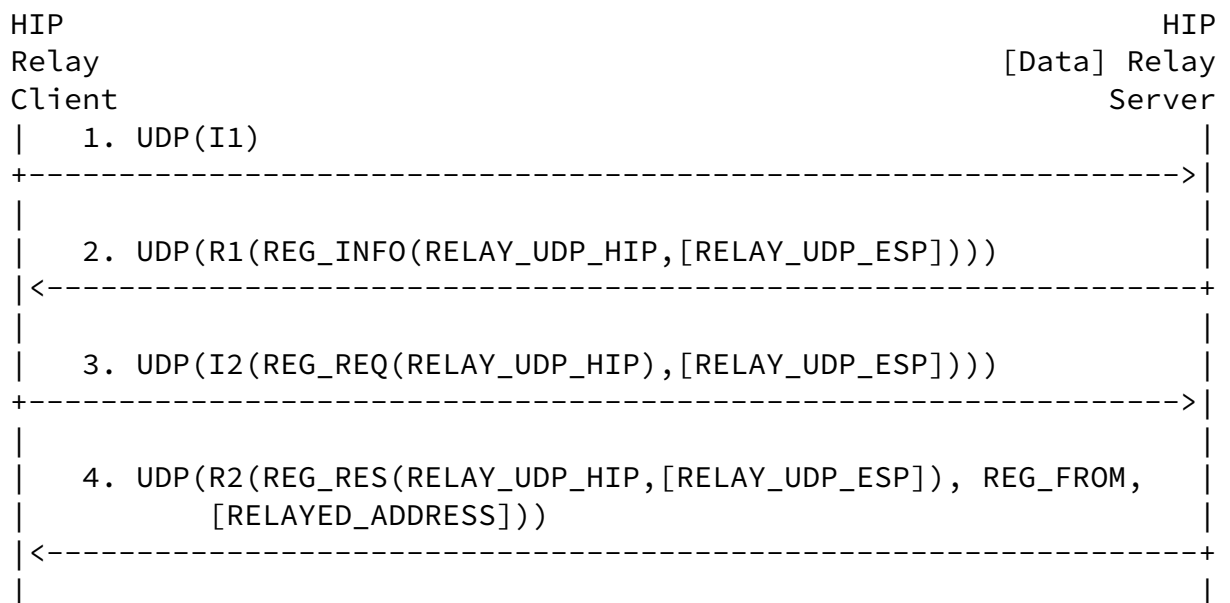 HIP HIP
Relay [Data] Relay
Client Server
1. UDP(I1)
2. UDP(R1(REG_INFO(RELAY_UDP_HIP,[RELAY_UDP_ESP])))
3. UDP(I2(REG_REQ(RELAY_UDP_HIP),[RELAY_UDP_ESP])))
4. UDP(R2(REG_RES(RELAY_UDP_HIP,[RELAY_UDP_ESP]), REG_FROM,
[RELAYED_ADDRESS]))